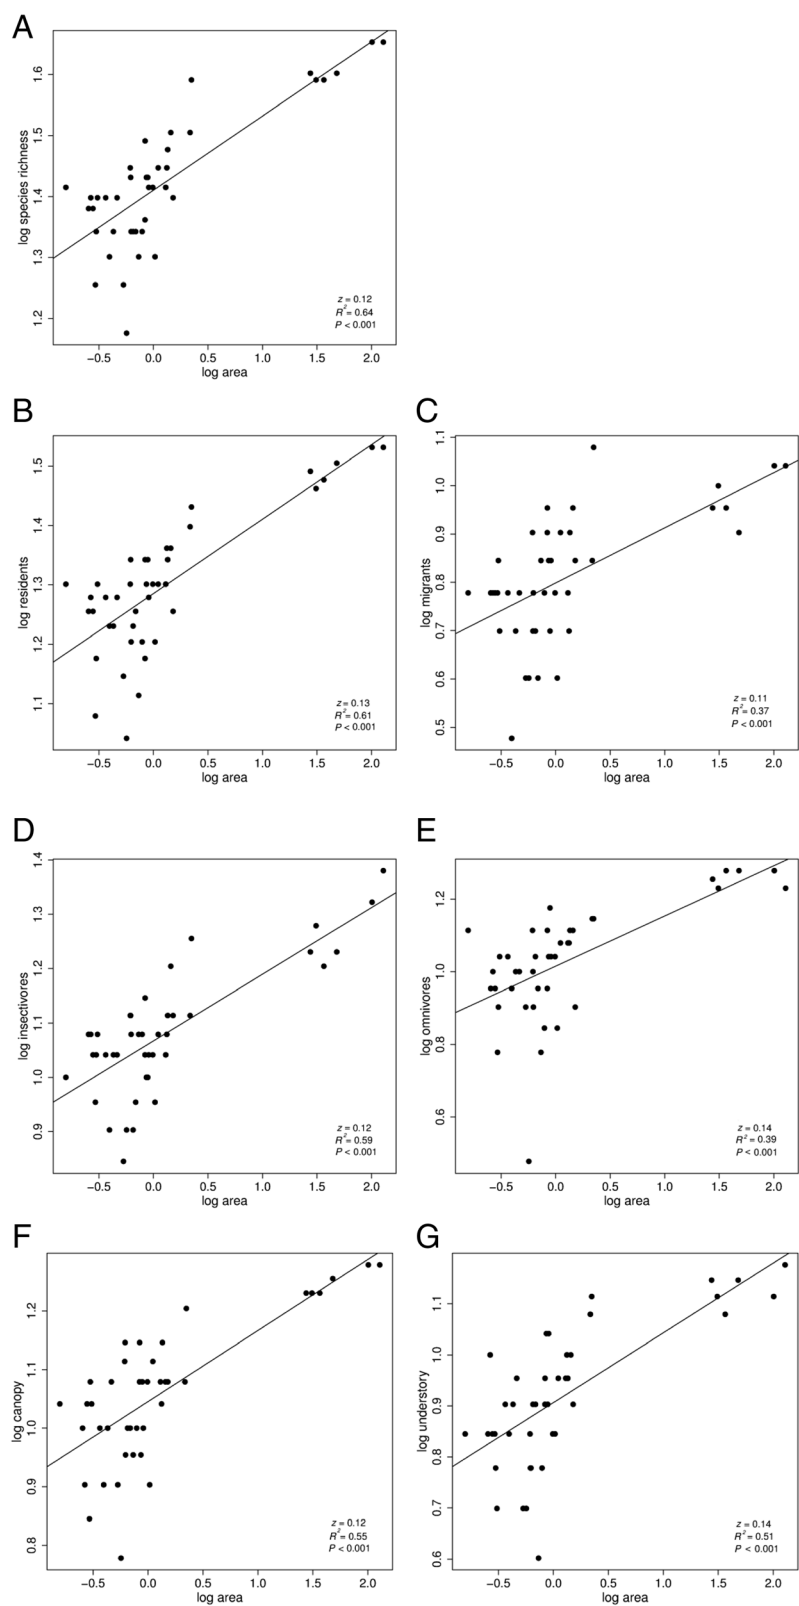 A
log species richness
1.6
1.5
1.4
1.3
1.2
z = 0.12
R² = 0.64
P < 0.001
−0.5 0.0 0.5 1.0 1.5 2.0
log area
B
log residents
1.5
1.4
1.3
1.2
1.1
z = 0.13
R² = 0.61
P < 0.001
−0.5 0.0 0.5 1.0 1.5 2.0
log area
C
log migrants
1.1
1.0
0.9
0.8
0.7
0.6
0.5
z = 0.11
R² = 0.37
P < 0.001
−0.5 0.0 0.5 1.0 1.5 2.0
log area
D
log insectivores
1.4
1.3
1.2
1.1
1.0
0.9
z = 0.12
R² = 0.59
P < 0.001
−0.5 0.0 0.5 1.0 1.5 2.0
log area
E
log omnivores
1.2
1.0
0.8
0.6
z = 0.14
R² = 0.39
P < 0.001
−0.5 0.0 0.5 1.0 1.5 2.0
log area
F
log canopy
1.2
1.1
1.0
0.9
0.8
z = 0.12
R² = 0.55
P < 0.001
−0.5 0.0 0.5 1.0 1.5 2.0
log area
G
log understory
1.1
1.0
0.9
0.8
0.7
0.6
z = 0.14
R² = 0.51
P < 0.001
−0.5 0.0 0.5 1.0 1.5 2.0
log area